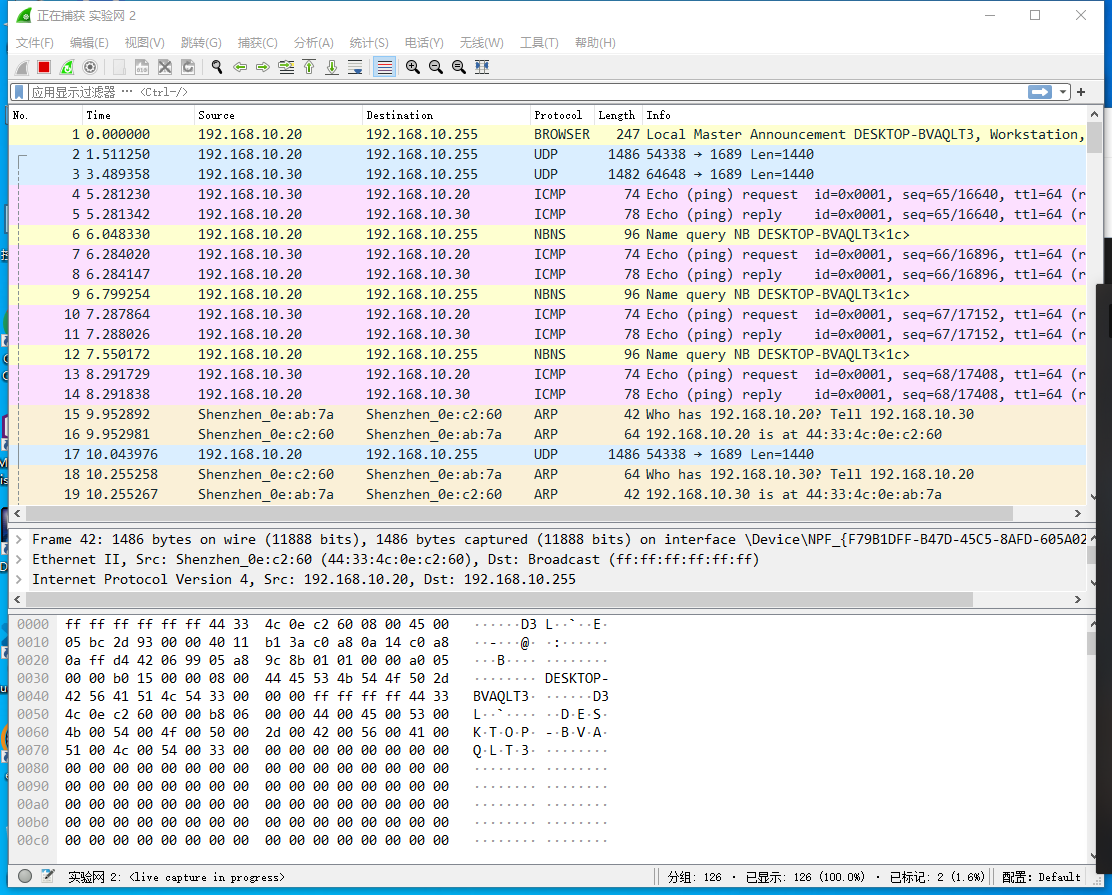 正在捕获 实验网 2
文件(F) 编辑(E) 视图(V) 跳转(G) 捕获(C) 分析(A) 统计(S) 电话(Y) 无线(W) 工具(T) 帮助(H)
应用显示过滤器 … <Ctrl-/>
No. Time Source Destination Protocol Length Info
1 0.000000 192.168.10.20 192.168.10.255 BROWSER 247 Local Master Announcement DESKTOP-BVAQLT3, Workstation,
2 1.511250 192.168.10.20 192.168.10.255 UDP 1486 54338 → 1689 Len=1440
3 3.489358 192.168.10.30 192.168.10.255 UDP 1482 64648 → 1689 Len=1440
4 5.281230 192.168.10.30 192.168.10.20 ICMP 74 Echo (ping) request id=0x0001, seq=65/16640, ttl=64 (r
5 5.281342 192.168.10.20 192.168.10.30 ICMP 78 Echo (ping) reply id=0x0001, seq=65/16640, ttl=64 (r
6 6.048330 192.168.10.20 192.168.10.255 NBNS 96 Name query NB DESKTOP-BVAQLT3<1c>
7 6.284020 192.168.10.30 192.168.10.20 ICMP 74 Echo (ping) request id=0x0001, seq=66/16896, ttl=64 (r
8 6.284147 192.168.10.20 192.168.10.30 ICMP 78 Echo (ping) reply id=0x0001, seq=66/16896, ttl=64 (r
9 6.799254 192.168.10.20 192.168.10.255 NBNS 96 Name query NB DESKTOP-BVAQLT3<1c>
10 7.287864 192.168.10.30 192.168.10.20 ICMP 74 Echo (ping) request id=0x0001, seq=67/17152, ttl=64 (r
11 7.288026 192.168.10.20 192.168.10.30 ICMP 78 Echo (ping) reply id=0x0001, seq=67/17152, ttl=64 (r
12 7.550172 192.168.10.20 192.168.10.255 NBNS 96 Name query NB DESKTOP-BVAQLT3<1c>
13 8.291729 192.168.10.30 192.168.10.20 ICMP 74 Echo (ping) request id=0x0001, seq=68/17408, ttl=64 (r
14 8.291838 192.168.10.20 192.168.10.30 ICMP 78 Echo (ping) reply id=0x0001, seq=68/17408, ttl=64 (r
15 9.952892 Shenzhen_0e:ab:7a Shenzhen_0e:c2:60 ARP 42 Who has 192.168.10.20? Tell 192.168.10.30
16 9.952981 Shenzhen_0e:c2:60 Shenzhen_0e:ab:7a ARP 64 192.168.10.20 is at 44:33:4c:0e:c2:60
17 10.043976 192.168.10.20 192.168.10.255 UDP 1486 54338 → 1689 Len=1440
18 10.255258 Shenzhen_0e:c2:60 Shenzhen_0e:ab:7a ARP 64 Who has 192.168.10.30? Tell 192.168.10.20
19 10.255267 Shenzhen_0e:ab:7a Shenzhen_0e:c2:60 ARP 42 192.168.10.30 is at 44:33:4c:0e:ab:7a
Frame 42: 1486 bytes on wire (11888 bits), 1486 bytes captured (11888 bits) on interface \Device\NPF_{F79B1DFF-B47D-45C5-8AFD-605A02
Ethernet II, Src: Shenzhen_0e:c2:60 (44:33:4c:0e:c2:60), Dst: Broadcast (ff:ff:ff:ff:ff:ff)
Internet Protocol Version 4, Src: 192.168.10.20, Dst: 192.168.10.255
0000 ff ff ff ff ff ff 44 33 4c 0e c2 60 08 00 45 00 ······D3 L··`··E·
0010 05 bc 2d 93 00 00 40 11 b1 3a c0 a8 0a 14 c0 a8 ··-···@· ·:······
0020 0a ff d4 42 06 99 05 a8 9c 8b 01 01 00 00 a0 05 ···B···· ········
0030 00 00 b0 15 00 00 08 00 44 45 53 4b 54 4f 50 2d ········ DESKTOP-
0040 42 56 41 51 4c 54 33 00 00 00 ff ff ff ff 44 33 BVAQLT3· ······D3
0050 4c 0e c2 60 00 00 b8 06 00 00 44 00 45 00 53 00 L··`···· ··D·E·S·
0060 4b 00 54 00 4f 00 50 00 2d 00 42 00 56 00 41 00 K·T·O·P· -·B·V·A·
0070 51 00 4c 00 54 00 33 00 00 00 00 00 00 00 00 00 Q·L·T·3· ········
0080 00 00 00 00 00 00 00 00 00 00 00 00 00 00 00 00 ········ ········
0090 00 00 00 00 00 00 00 00 00 00 00 00 00 00 00 00 ········ ········
00a0 00 00 00 00 00 00 00 00 00 00 00 00 00 00 00 00 ········ ········
00b0 00 00 00 00 00 00 00 00 00 00 00 00 00 00 00 00 ········ ········
00c0 00 00 00 00 00 00 00 00 00 00 00 00 00 00 00 00 ········ ········
实验网 2: <live capture in progress> 分组: 126 · 已显示: 126 (100.0%) · 已标记: 2 (1.6%) 配置: Default